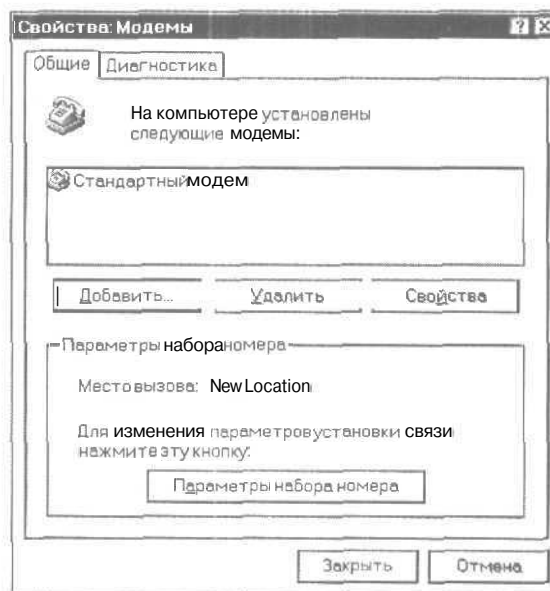 Свойства: Модемы
Общие
Диагностика
На компьютере установлены
следующие модемы:
Стандартный модем
Добавить...
Удалить
Свойства
Параметры набора номера
Место вызова: New Location
Для изменения параметров установки связи
нажмите эту кнопку:
Параметры набора номера
Закрыть
Отмена